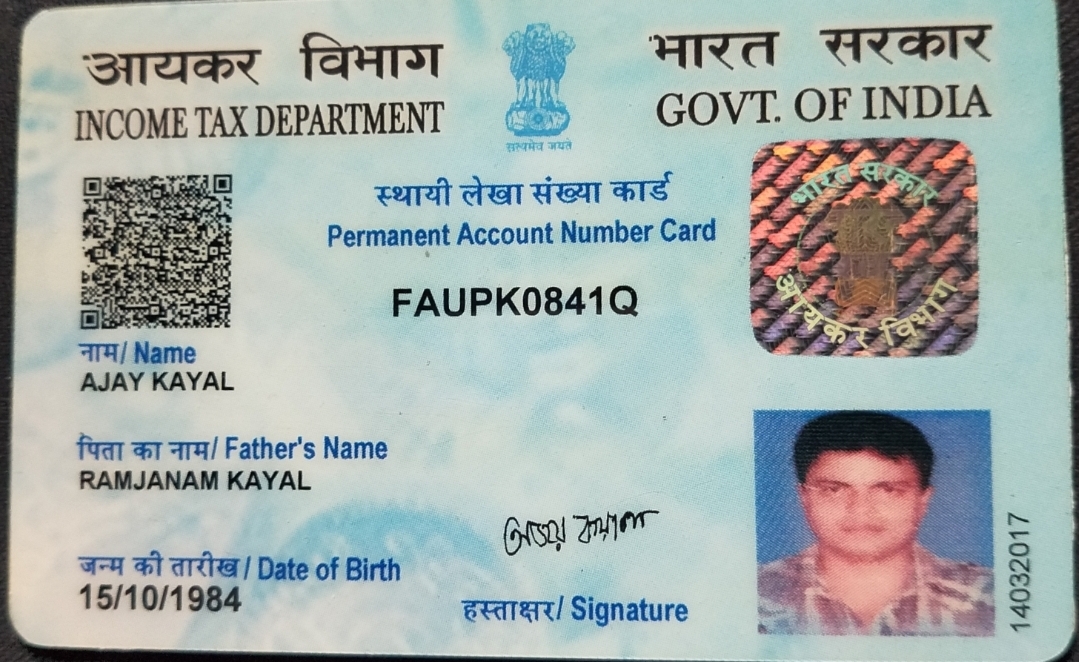 आयकर विभाग
INCOME TAX DEPARTMENT
सत्यमेव जयते
भारत सरकार
GOVT. OF INDIA
स्थायी लेखा संख्या कार्ड
Permanent Account Number Card
FAUPK0841Q
भारत सरकार
आयकर विभाग
नाम/ Name
AJAY KAYAL
पिता का नाम/ Father's Name
RAMJANAM KAYAL
जन्म की तारीख/ Date of Birth
15/10/1984
অজয় কয়াল
हस्ताक्षर/ Signature
14032017